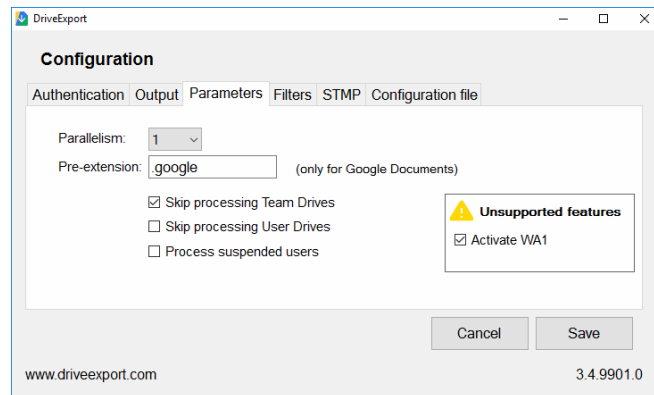 DriveExport
Configuration
Authentication Output Parameters Filters STMP Configuration file
Parallelism: 1
Pre-extension: .google (only for Google Documents)
Skip processing Team Drives
Skip processing User Drives
Process suspended users
Unsupported features
Activate WA1
Cancel Save
www.driveexport.com 3.4.9901.0